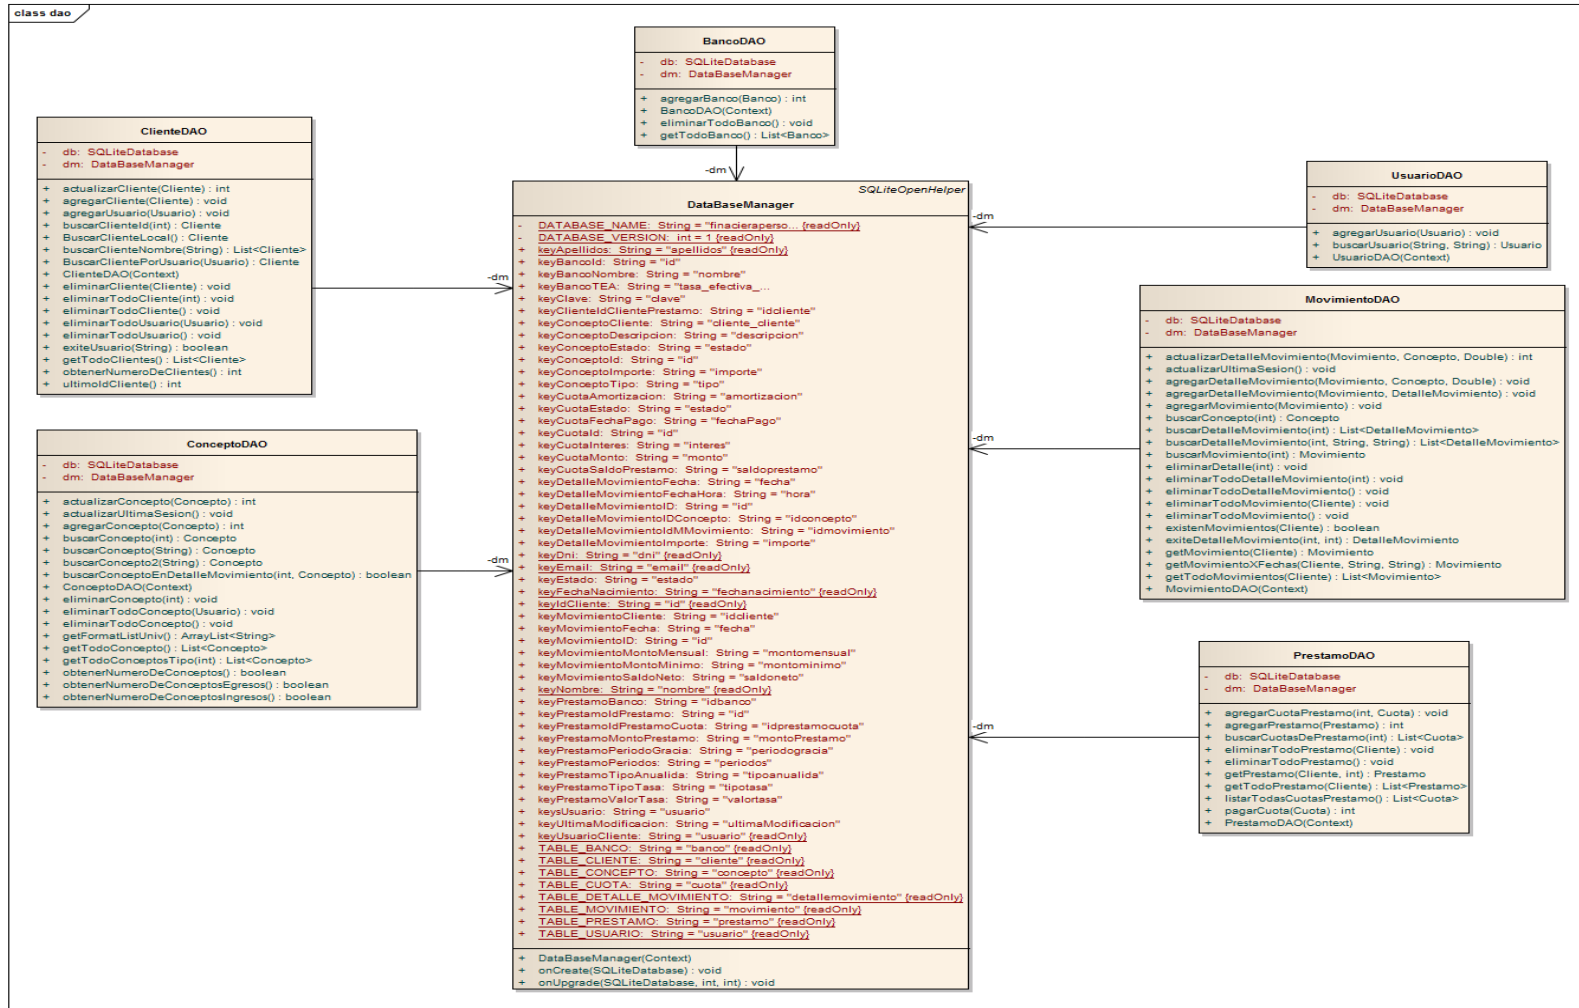 class dao
BancoDAO
- db: SQLiteDatabase
- dm: DataBaseManager
+ agregarBanco(Banco) : int
+ BancoDAO(Context)
+ eliminarTodoBanco() : void
+ getTodoBanco() : List<Banco>
-dm
ClienteDAO
- db: SQLiteDatabase
- dm: DataBaseManager
+ actualizarCliente(Cliente) : int
+ agregarCliente(Cliente) : void
+ agregarUsuario(Usuario) : void
+ buscarClienteId(int) : Cliente
+ BuscarClienteLocal() : Cliente
+ buscarClienteNombre(String) : List<Cliente>
+ BuscarClientePorUsuario(Usuario) : Cliente
+ ClienteDAO(Context)
+ eliminarCliente(Cliente) : void
+ eliminarTodoCliente(int) : void
+ eliminarTodoCliente() : void
+ eliminarTodoUsuario(Usuario) : void
+ eliminarTodoUsuario() : void
+ exiteUsuario(String) : boolean
+ getTodoClientes() : List<Cliente>
+ obtenerNumeroDeClientes() : int
+ ultimoIdCliente() : int
-dm
ConceptoDAO
- db: SQLiteDatabase
- dm: DataBaseManager
+ actualizarConcepto(Concepto) : int
+ actualizarUltimaSesion() : void
+ agregarConcepto(Concepto) : int
+ buscarConcepto(int) : Concepto
+ buscarConcepto(String) : Concepto
+ buscarConcepto2(String) : Concepto
+ buscarConceptoEnDetalleMovimiento(int, Concepto) : boolean
+ ConceptoDAO(Context)
+ eliminarConcepto(int) : void
+ eliminarTodoConcepto(Usuario) : void
+ eliminarTodoConcepto() : void
+ getFormatListUniv() : ArrayList<String>
+ getTodoConcepto() : List<Concepto>
+ getTodoConceptosTipo(int) : List<Concepto>
+ obtenerNumeroDeConceptos() : boolean
+ obtenerNumeroDeConceptosEgresos() : boolean
+ obtenerNumeroDeConceptosIngresos() : boolean
-dm
SQLiteOpenHelper
DataBaseManager
- DATABASE_NAME: String = "finacieraperso... {readOnly}
- DATABASE_VERSION: int = 1 {readOnly}
+ keyApellidos: String = "apellidos" {readOnly}
+ keyBancoId: String = "id"
+ keyBancoNombre: String = "nombre"
+ keyBancoTEA: String = "tasa_efectiva_...
+ keyClave: String = "clave"
+ keyClienteIdClientePrestamo: String = "idcliente"
+ keyConceptoCliente: String = "cliente_cliente"
+ keyConceptoDescripcion: String = "descripcion"
+ keyConceptoEstado: String = "estado"
+ keyConceptoId: String = "id"
+ keyConceptoImporte: String = "importe"
+ keyConceptoTipo: String = "tipo"
+ keyCuotaAmortizacion: String = "amortizacion"
+ keyCuotaEstado: String = "estado"
+ keyCuotaFechaPago: String = "fechaPago"
+ keyCuotaId: String = "id"
+ keyCuotaInteres: String = "interes"
+ keyCuotaMonto: String = "monto"
+ keyCuotaSaldoPrestamo: String = "saldoprestamo"
+ keyDetalleMovimientoFecha: String = "fecha"
+ keyDetalleMovimientoFechaHora: String = "hora"
+ keyDetalleMovimientoID: String = "id"
+ keyDetalleMovimientoIDConcepto: String = "idconcepto"
+ keyDetalleMovimientoIdMMovimiento: String = "idmovimiento"
+ keyDetalleMovimientoImporte: String = "importe"
+ keyDni: String = "dni" {readOnly}
+ keyEmail: String = "email" {readOnly}
+ keyEstado: String = "estado"
+ keyFechaNacimiento: String = "fechanacimiento" {readOnly}
+ keyIdCliente: String = "id" {readOnly}
+ keyMovimientoCliente: String = "idcliente"
+ keyMovimientoFecha: String = "fecha"
+ keyMovimientoID: String = "id"
+ keyMovimientoMontoMensual: String = "montomensual"
+ keyMovimientoMontoMinimo: String = "montominimo"
+ keyMovimientoSaldoNeto: String = "saldoneto"
+ keyNombre: String = "nombre" {readOnly}
+ keyPrestamoBanco: String = "idbanco"
+ keyPrestamoIdPrestamo: String = "id"
+ keyPrestamoIdPrestamoCuota: String = "idprestamocuota"
+ keyPrestamoMontoPrestamo: String = "montoPrestamo"
+ keyPrestamoPeriodoGracia: String = "periodogracia"
+ keyPrestamoPeriodos: String = "periodos"
+ keyPrestamoTipoAnualida: String = "tipoanualida"
+ keyPrestamoTipoTasa: String = "tipotasa"
+ keyPrestamoValorTasa: String = "valortasa"
+ keysUsuario: String = "usuario"
+ keyUltimaModificacion: String = "ultimaModificacion"
+ keyUsuarioCliente: String = "usuario" {readOnly}
+ TABLE_BANCO: String = "banco" {readOnly}
+ TABLE_CLIENTE: String = "cliente" {readOnly}
+ TABLE_CONCEPTO: String = "concepto" {readOnly}
+ TABLE_CUOTA: String = "cuota" {readOnly}
+ TABLE_DETALLE_MOVIMIENTO: String = "detallemovimiento" {readOnly}
+ TABLE_MOVIMIENTO: String = "movimiento" {readOnly}
+ TABLE_PRESTAMO: String = "prestamo" {readOnly}
+ TABLE_USUARIO: String = "usuario" {readOnly}
+ DataBaseManager(Context)
+ onCreate(SQLiteDatabase) : void
+ onUpgrade(SQLiteDatabase, int, int) : void
UsuarioDAO
- db: SQLiteDatabase
- dm: DataBaseManager
+ agregarUsuario(Usuario) : void
+ buscarUsuario(String, String) : Usuario
+ UsuarioDAO(Context)
-dm
MovimientoDAO
- db: SQLiteDatabase
- dm: DataBaseManager
+ actualizarDetalleMovimiento(Movimiento, Concepto, Double) : int
+ actualizarUltimaSesion() : void
+ agregarDetalleMovimiento(Movimiento, Concepto, Double) : void
+ agregarDetalleMovimiento(Movimiento, DetalleMovimiento) : void
+ agregarMovimiento(Movimiento) : void
+ buscarConcepto(int) : Concepto
+ buscarDetalleMovimiento(int) : List<DetalleMovimiento>
+ buscarDetalleMovimiento(int, String, String) : List<DetalleMovimiento>
+ buscarMovimiento(int) : Movimiento
+ eliminarDetalle(int) : void
+ eliminarTodoDetalleMovimiento(int) : void
+ eliminarTodoDetalleMovimiento() : void
+ eliminarTodoMovimiento(Cliente) : void
+ eliminarTodoMovimiento() : void
+ existenMovimientos(Cliente) : boolean
+ exiteDetalleMovimiento(int, int) : DetalleMovimiento
+ getMovimiento(Cliente) : Movimiento
+ getMovimientoXFechas(Cliente, String, String) : Movimiento
+ getTodoMovimientos(Cliente) : List<Movimiento>
+ MovimientoDAO(Context)
-dm
PrestamoDAO
- db: SQLiteDatabase
- dm: DataBaseManager
+ agregarCuotaPrestamo(int, Cuota) : void
+ agregarPrestamo(Prestamo) : int
+ buscarCuotasDePrestamo(int) : List<Cuota>
+ eliminarTodoPrestamo(Cliente) : void
+ eliminarTodoPrestamo() : void
+ getPrestamo(Cliente, int) : Prestamo
+ getTodoPrestamo(Cliente) : List<Prestamo>
+ listarTodasCuotasPrestamo() : List<Cuota>
+ pagarCuota(Cuota) : int
+ PrestamoDAO(Context)
-dm